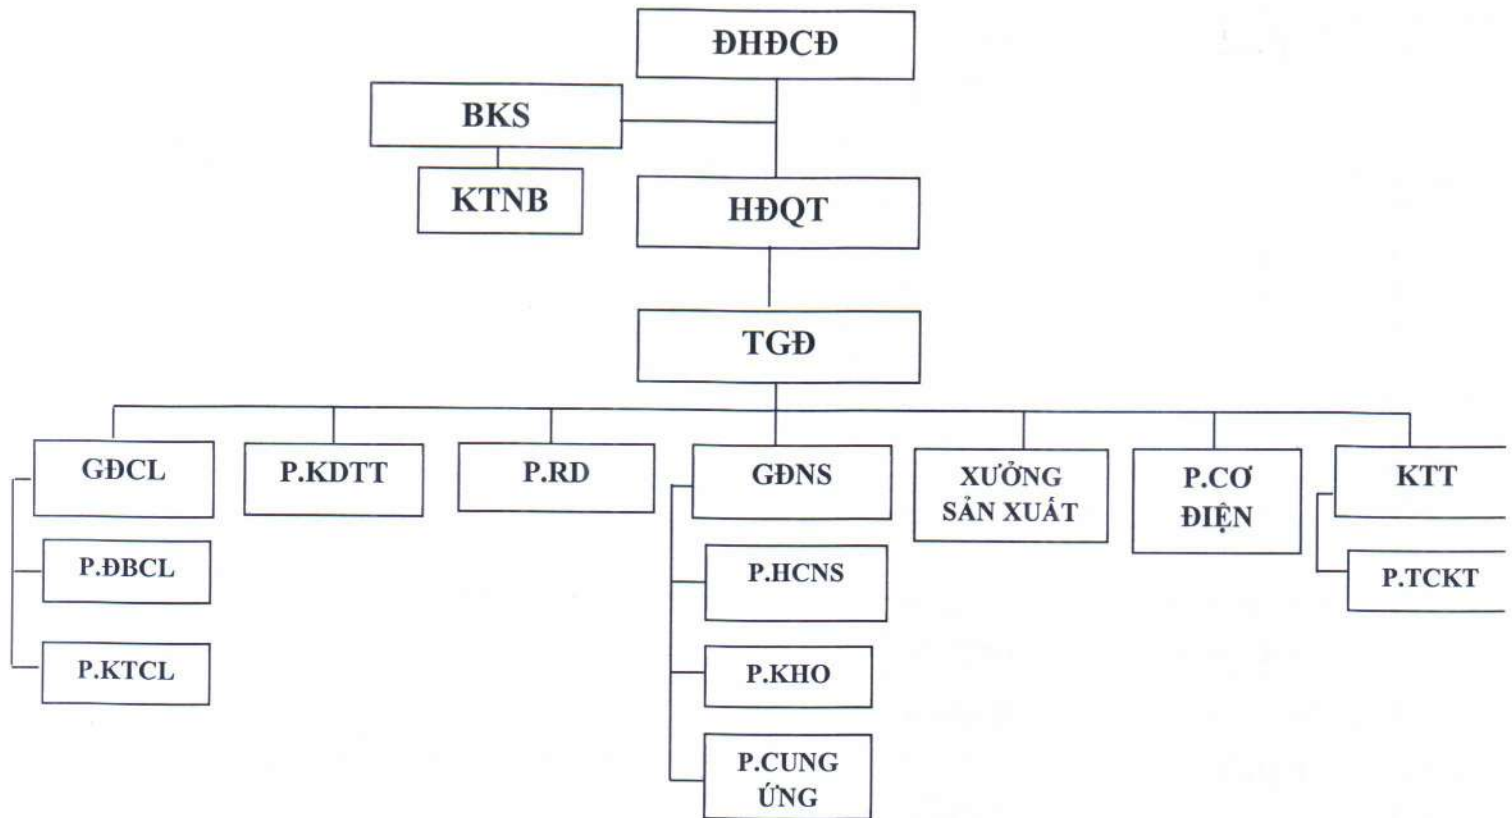 ĐHĐCĐ
BKS
KTNB
HĐQT
TGĐ
GĐCL
P.KDTT
P.RD
GĐNS
XƯỞNG
SẢN XUẤT
P.CƠ
ĐIỆN
KTT
P.ĐBCL
P.HCNS
P.TCKT
P.KTCL
P.KHO
P.CUNG
ỨNG